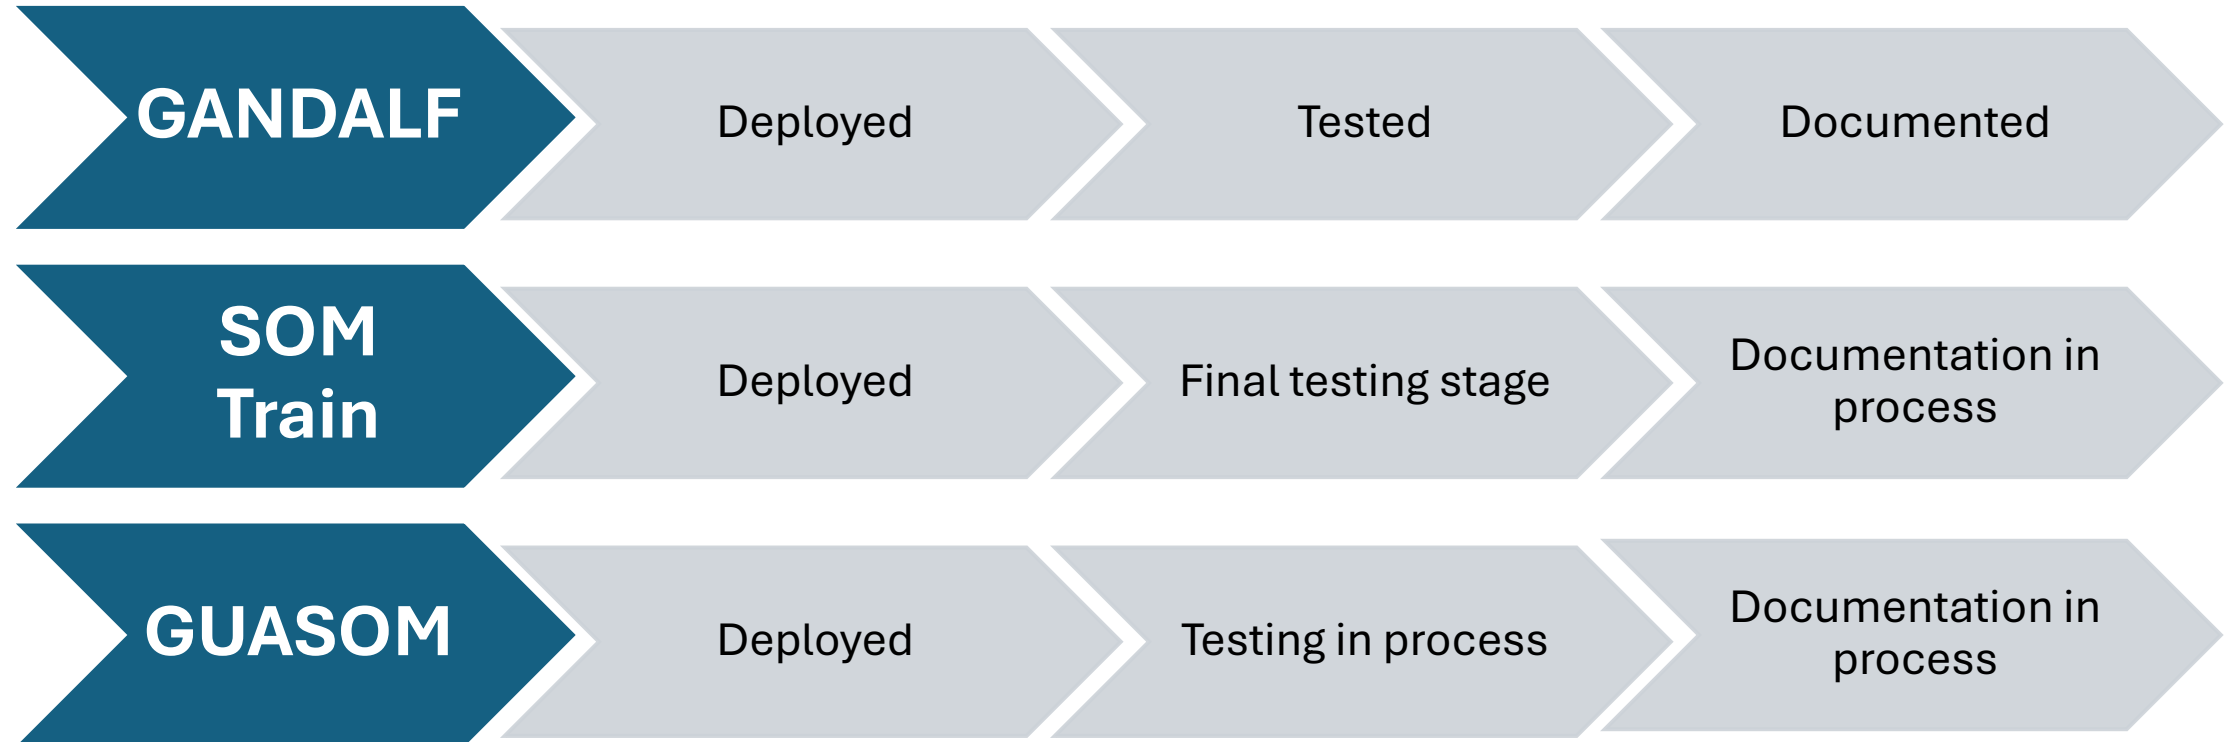 GANDALF
Deployed
Tested
Documented
SOM
Train
Deployed
Final testing stage
Documentation in
process
GUASOM
Deployed
Testing in process
Documentation in
process